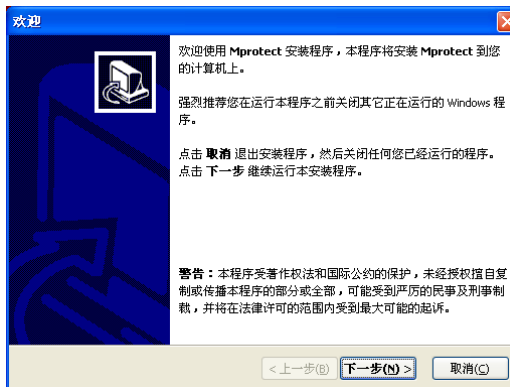 欢迎
欢迎使用 Mprotect 安装程序，本程序将安装 Mprotect 到您
的计算机上。
强烈推荐您在运行本程序之前关闭其它正在运行的 Windows 程
序。
点击 取消 退出安装程序，然后关闭任何您已经运行的程序。
点击 下一步 继续运行本安装程序。
警告：本程序受著作权法和国际公约的保护，未经授权擅自复
制或传播本程序的部分或全部，可能受到严厉的民事及刑事制
裁，并将在法律许可的范围内受到最大可能的起诉。
< 上一步(B) 下一步(N) > 取消(C)